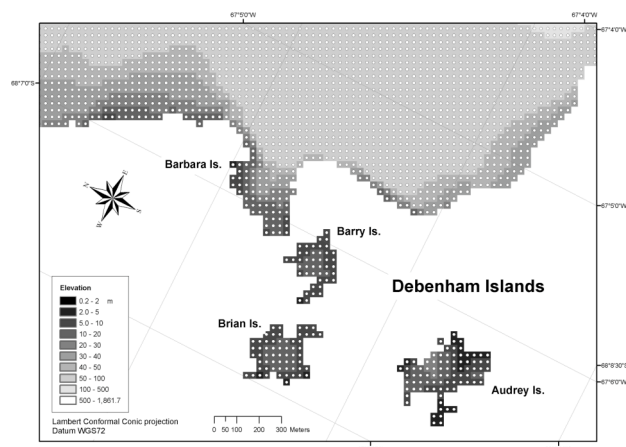 67°5'0"W
67°4'0"W
67°4'0"W
68°7'0"S
Barbara Is.
N
E
W
S
67°5'0"W
Barry Is.
Debenham Islands
Elevation
0.2 - 2 m
2.0 - 5
5.0 - 10
10 - 20
20 - 30
30 - 40
40 - 50
50 - 100
100 - 500
500 - 1,861.7
Brian Is.
68°8'30"S
67°6'0"W
Audrey Is.
Lambert Conformal Conic projection
Datum WGS72
0 50 100 200 300 Meters